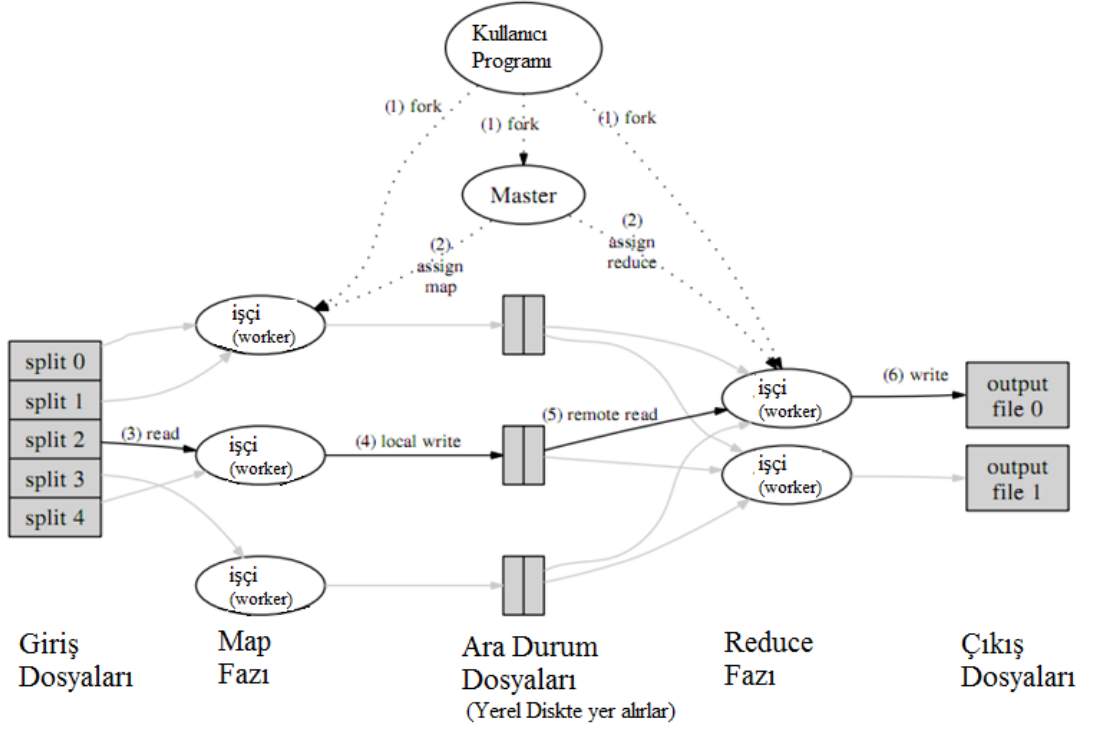 Kullanıcı
Programı
(1) fork
(1) fork
(1) fork
Master
(2)
assign
map
(2)
assign
reduce
işçi
(worker)
split 0
split 1
split 2
split 3
split 4
(3) read
işçi
(worker)
(4) local write
(5) remote read
işçi
(worker)
(6) write
output
file 0
işçi
(worker)
output
file 1
işçi
(worker)
Giriş
Dosyaları
Map
Fazı
Ara Durum
Dosyaları
(Yerel Diskte yer alırlar)
Reduce
Fazı
Çıkış
Dosyaları